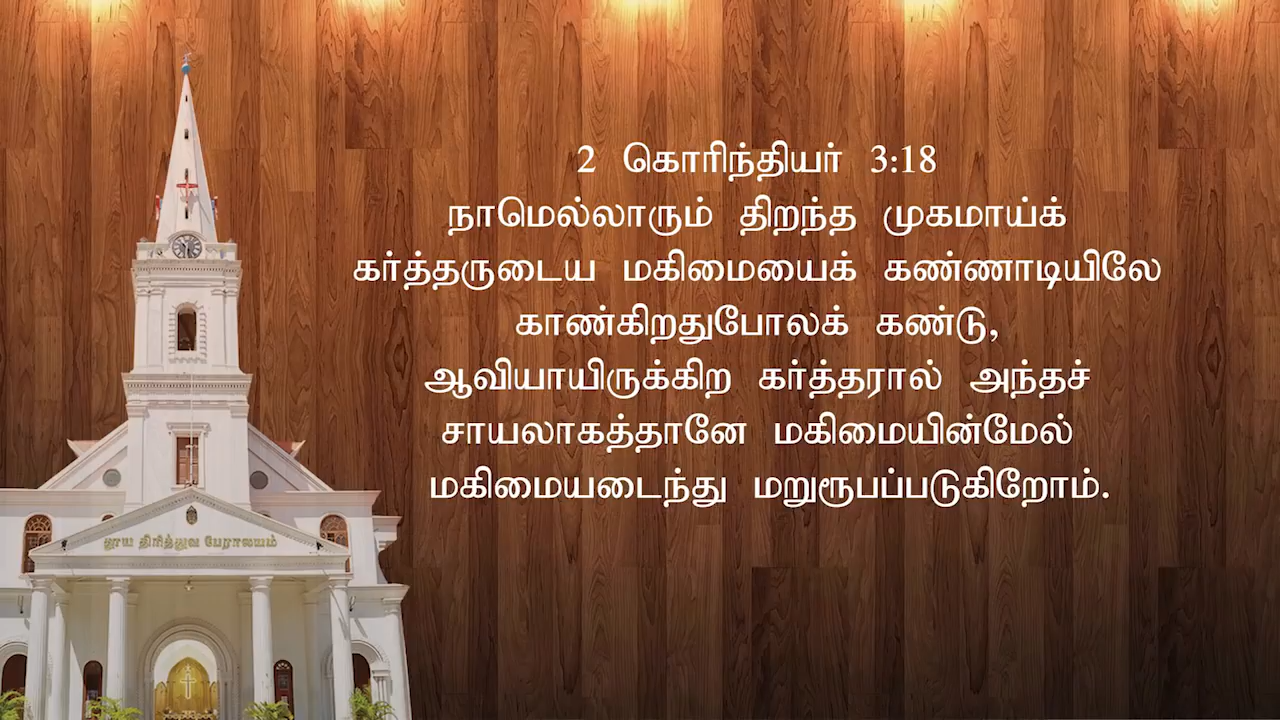 2 கொரிந்தியர் 3:18
நாமெல்லாரும் திறந்த முகமாய்க்
கர்த்தருடைய மகிமையைக் கண்ணாடியிலே
காண்கிறதுபோலக் கண்டு,
ஆவியாயிருக்கிற கர்த்தரால் அந்தச்
சாயலாகத்தானே மகிமையின்மேல்
மகிமையடைந்து மறுரூபப்படுகிறோம்.
தூய திரித்துவ பேராலயம்